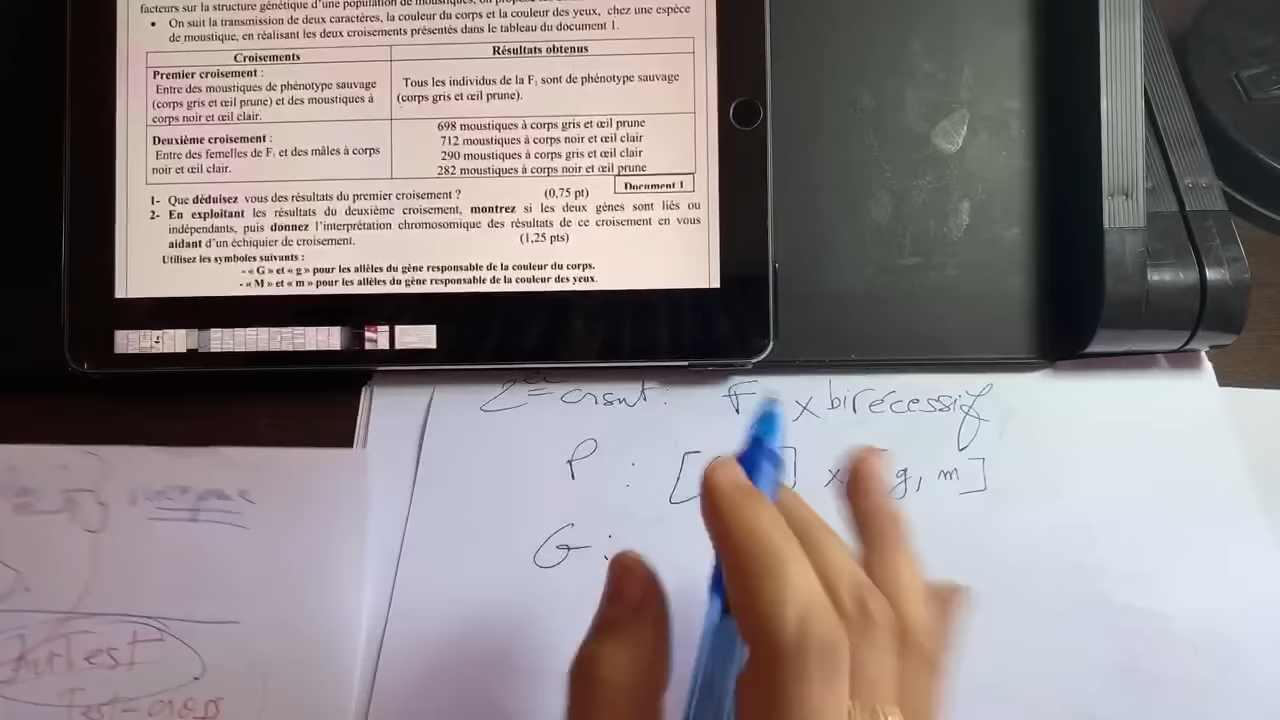 facteurs sur la structure génétique d'une population de moustiques, on propose
• On suit la transmission de deux caractères, la couleur du corps et la couleur des yeux, chez une espèce
de moustique, en réalisant les deux croisements présentés dans le tableau du document 1.
Croisements
Résultats obtenus
Premier croisement :
Entre des moustiques de phénotype sauvage
(corps gris et œil prune) et des moustiques à
corps noir et œil clair.
Tous les individus de la F1 sont de phénotype sauvage
(corps gris et œil prune).
Deuxième croisement :
Entre des femelles de F1 et des mâles à corps
noir et œil clair.
698 moustiques à corps gris et œil prune
712 moustiques à corps noir et œil clair
290 moustiques à corps gris et œil clair
282 moustiques à corps noir et œil prune
Document 1
1- Que déduisez vous des résultats du premier croisement ? (0,75 pt)
2- En exploitant les résultats du deuxième croisement, montrez si les deux gènes sont liés ou
indépendants, puis donnez l'interprétation chromosomique des résultats de ce croisement en vous
aidant d'un échiquier de croisement. (1,25 pts)
Utilisez les symboles suivants :
- « G » et « g » pour les allèles du gène responsable de la couleur du corps.
- « M » et « m » pour les allèles du gène responsable de la couleur des yeux.
F x birécessif
P : [ ] x g, m]
G :
Test
Test-cross